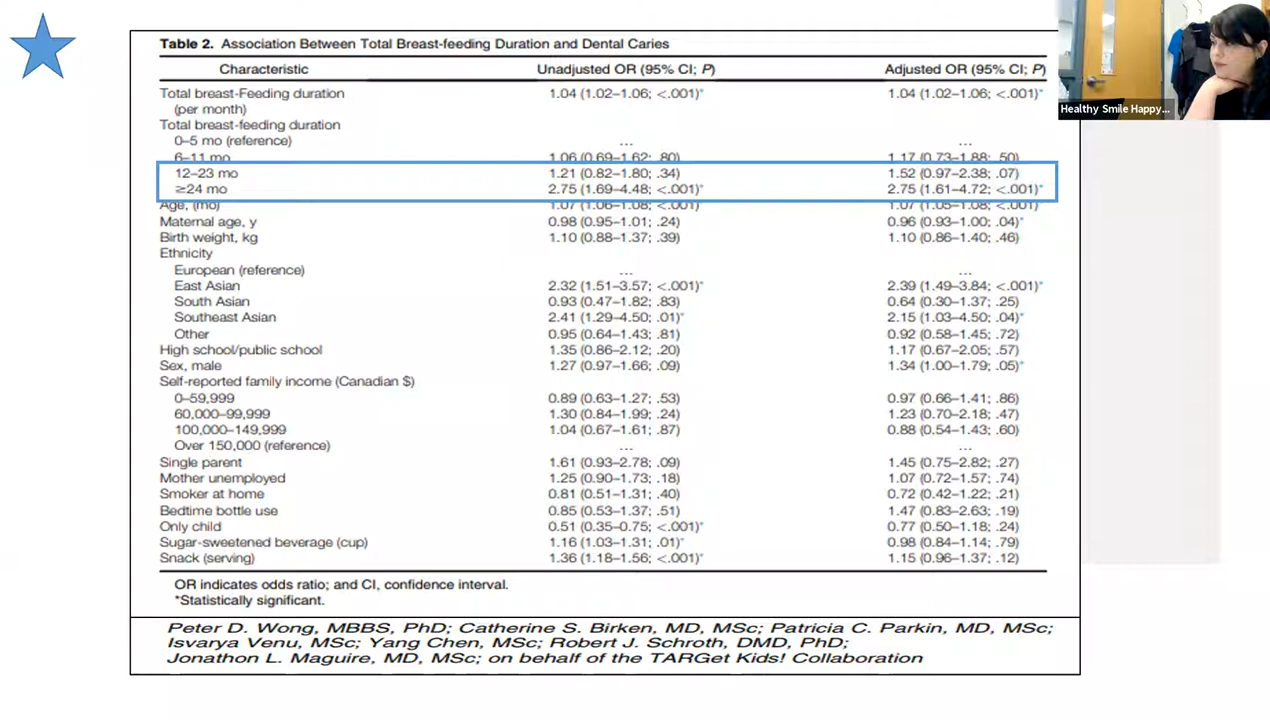 Table 2. Association Between Total Breast-feeding Duration and Dental Caries
Characteristic Unadjusted OR (95% CI; P) Adjusted OR (95% CI; P)
Total breast-Feeding duration 1.04 (1.02–1.06; <.001)* 1.04 (1.02–1.06; <.001)*
(per month)
Total breast-feeding duration
0–5 mo (reference) ... ...
6–11 mo 1.06 (0.69–1.62; .80) 1.17 (0.73–1.88; .50)
12–23 mo 1.21 (0.82–1.80; .34) 1.52 (0.97–2.38; .07)
≥24 mo 2.75 (1.69–4.48; <.001)* 2.75 (1.61–4.72; <.001)*
Age, (mo) 1.07 (1.06–1.08; <.001) 1.07 (1.05–1.08; <.001)
Maternal age, y 0.98 (0.95–1.01; .24) 0.96 (0.93–1.00; .04)*
Birth weight, kg 1.10 (0.88–1.37; .39) 1.10 (0.86–1.40; .46)
Ethnicity
European (reference) ... ...
East Asian 2.32 (1.51–3.57; <.001)* 2.39 (1.49–3.84; <.001)*
South Asian 0.93 (0.47–1.82; .83) 0.64 (0.30–1.37; .25)
Southeast Asian 2.41 (1.29–4.50; .01)* 2.15 (1.03–4.50; .04)*
Other 0.95 (0.64–1.43; .81) 0.92 (0.58–1.45; .72)
High school/public school 1.35 (0.86–2.12; .20) 1.17 (0.67–2.05; .57)
Sex, male 1.27 (0.97–1.66; .09) 1.34 (1.00–1.79; .05)*
Self-reported family income (Canadian $)
0–59,999 0.89 (0.63–1.27; .53) 0.97 (0.66–1.41; .86)
60,000–99,999 1.30 (0.84–1.99; .24) 1.23 (0.70–2.18; .47)
100,000–149,999 1.04 (0.67–1.61; .87) 0.88 (0.54–1.43; .60)
Over 150,000 (reference) ... ...
Single parent 1.61 (0.93–2.78; .09) 1.45 (0.75–2.82; .27)
Mother unemployed 1.25 (0.90–1.73; .18) 1.07 (0.72–1.57; .74)
Smoker at home 0.81 (0.51–1.31; .40) 0.72 (0.42–1.22; .21)
Bedtime bottle use 0.85 (0.53–1.37; .51) 1.47 (0.83–2.63; .19)
Only child 0.51 (0.35–0.75; <.001)* 0.77 (0.50–1.18; .24)
Sugar-sweetened beverage (cup) 1.16 (1.03–1.31; .01)* 0.98 (0.84–1.14; .79)
Snack (serving) 1.36 (1.18–1.56; <.001)* 1.15 (0.96–1.37; .12)
OR indicates odds ratio; and CI, confidence interval.
*Statistically significant.
Peter D. Wong, MBBS, PhD; Catherine S. Birken, MD, MSc; Patricia C. Parkin, MD, MSc;
Isvarya Venu, MSc; Yang Chen, MSc; Robert J. Schroth, DMD, PhD;
Jonathon L. Maguire, MD, MSc; on behalf of the TARGet Kids! Collaboration
Healthy Smile Happy...